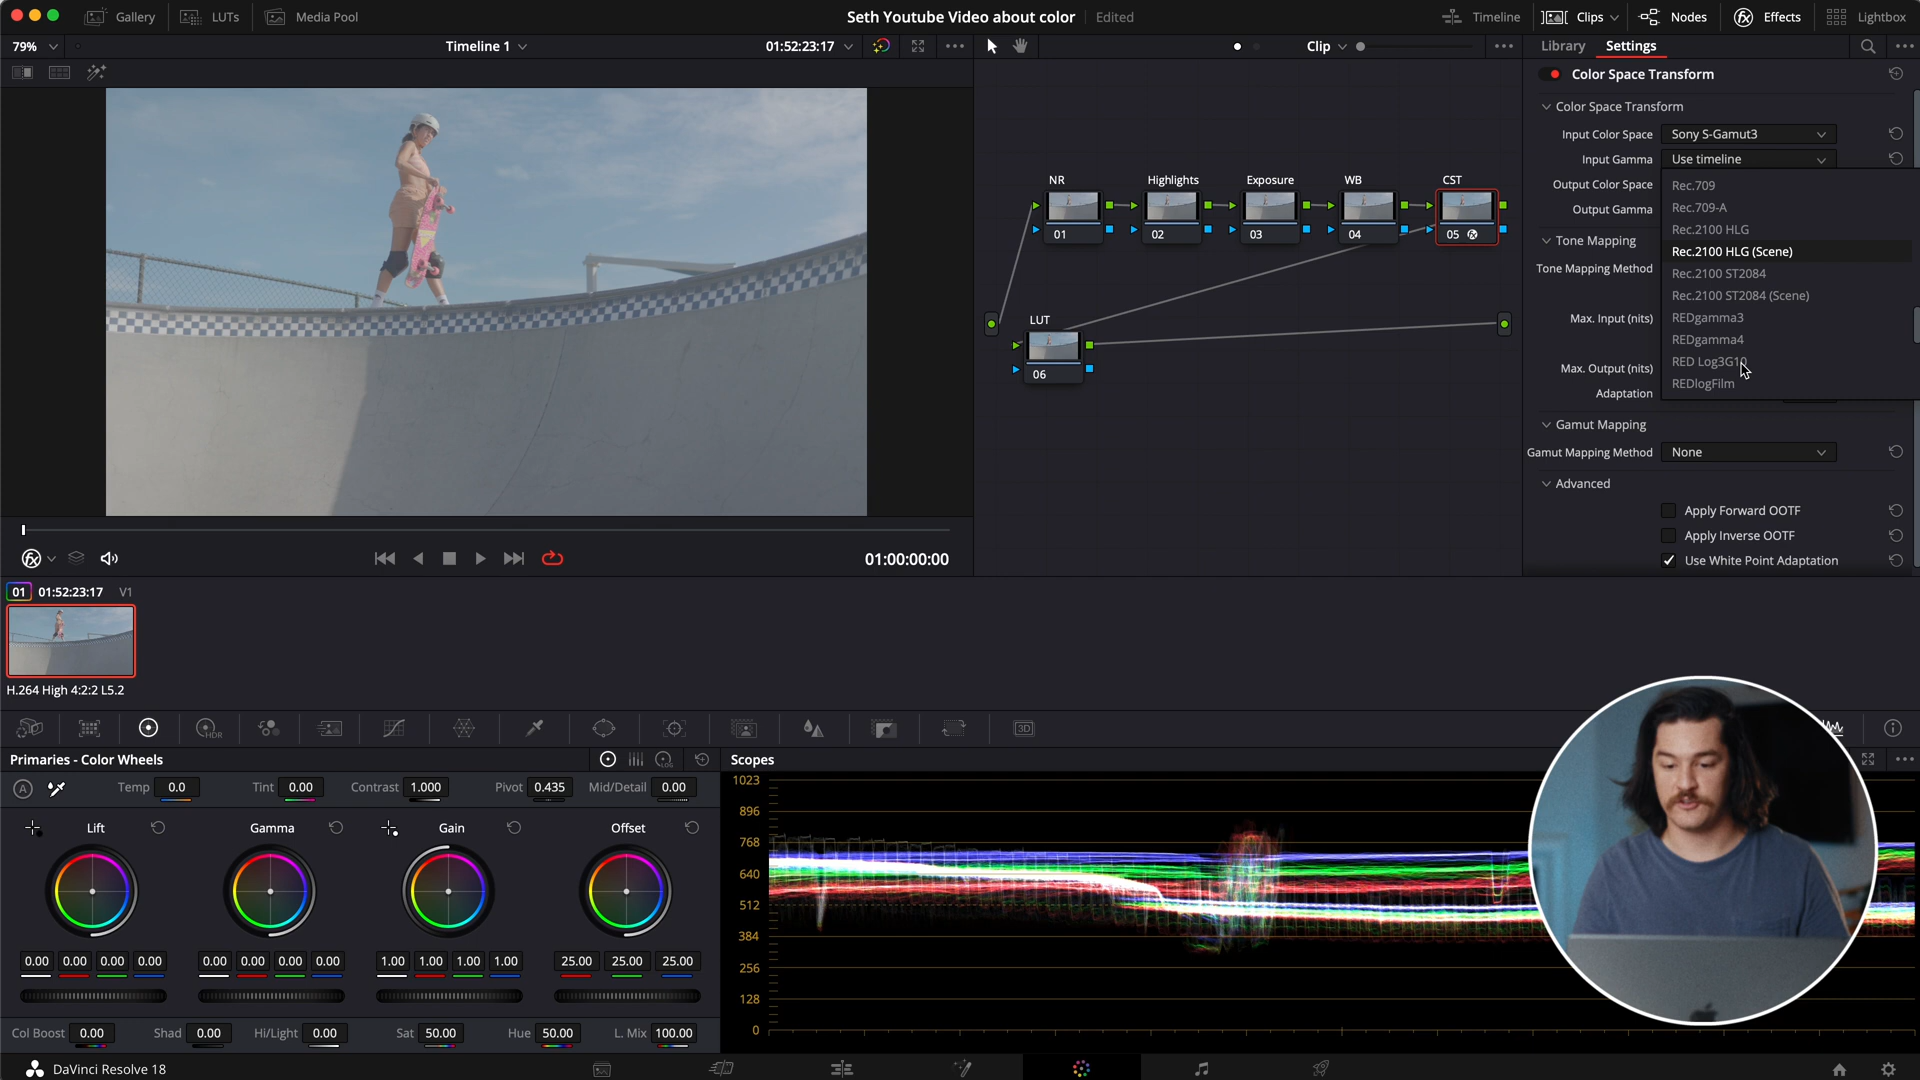 Gallery LUTs Media Pool Seth Youtube Video about color Edited Timeline Clips Nodes Effects Lightbox
79% Timeline 1 01:52:23:17 Clip Library Settings
Color Space Transform
Color Space Transform
Input Color Space Sony S-Gamut3
Input Gamma Use timeline
Output Color Space
Output Gamma
Rec.709
Rec.709-A
Rec.2100 HLG
Rec.2100 HLG (Scene)
Rec.2100 ST2084
Rec.2100 ST2084 (Scene)
REDgamma3
REDgamma4
RED Log3G10
REDlogFilm
Tone Mapping
Tone Mapping Method
Max. Input (nits)
Max. Output (nits)
Adaptation
Gamut Mapping
Gamut Mapping Method None
Advanced
Apply Forward OOTF
Apply Inverse OOTF
Use White Point Adaptation
NR Highlights Exposure WB CST
01 02 03 04 05
LUT
06
01:00:00:00
01 01:52:23:17 V1
H.264 High 4:2:2 L5.2
HDR
3D
Primaries - Color Wheels
LOG
A Temp 0.0 Tint 0.00 Contrast 1.000 Pivot 0.435 Mid/Detail 0.00
Lift Gamma Gain Offset
0.00 0.00 0.00 0.00 0.00 0.00 0.00 0.00 1.00 1.00 1.00 1.00 25.00 25.00 25.00
Col Boost 0.00 Shad 0.00 Hi/Light 0.00 Sat 50.00 Hue 50.00 L. Mix 100.00
Scopes
1023
896
768
640
512
384
256
128
0
DaVinci Resolve 18